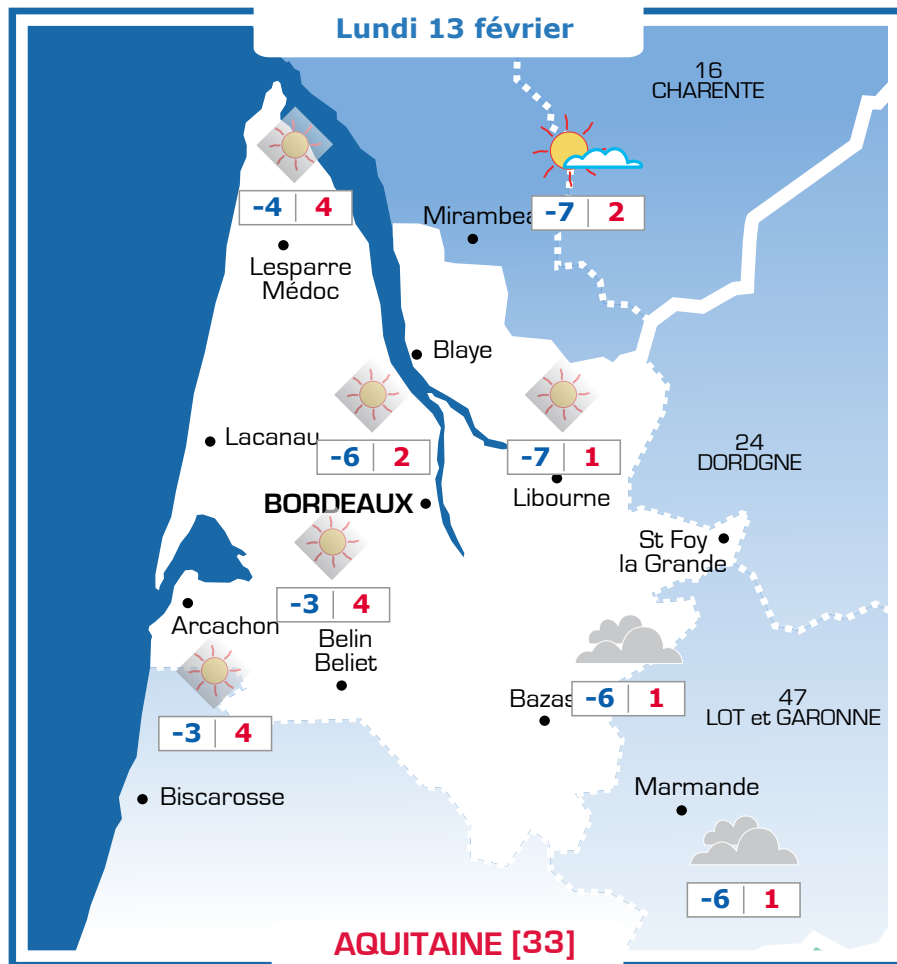 Lundi 13 février
16
CHARENTE
-4 4
Mirambea
-7 2
Lesparre
Médoc
Blaye
Lacanau
-6 2
-7 1
24
DORDGNE
BORDEAUX
Libourne
St Foy
la Grande
-3 4
Arcachon
Belin
Beliet
-3 4
Bazas
-6 1
47
LOT et GARONNE
Biscarosse
Marmande
-6 1
AQUITAINE [33]